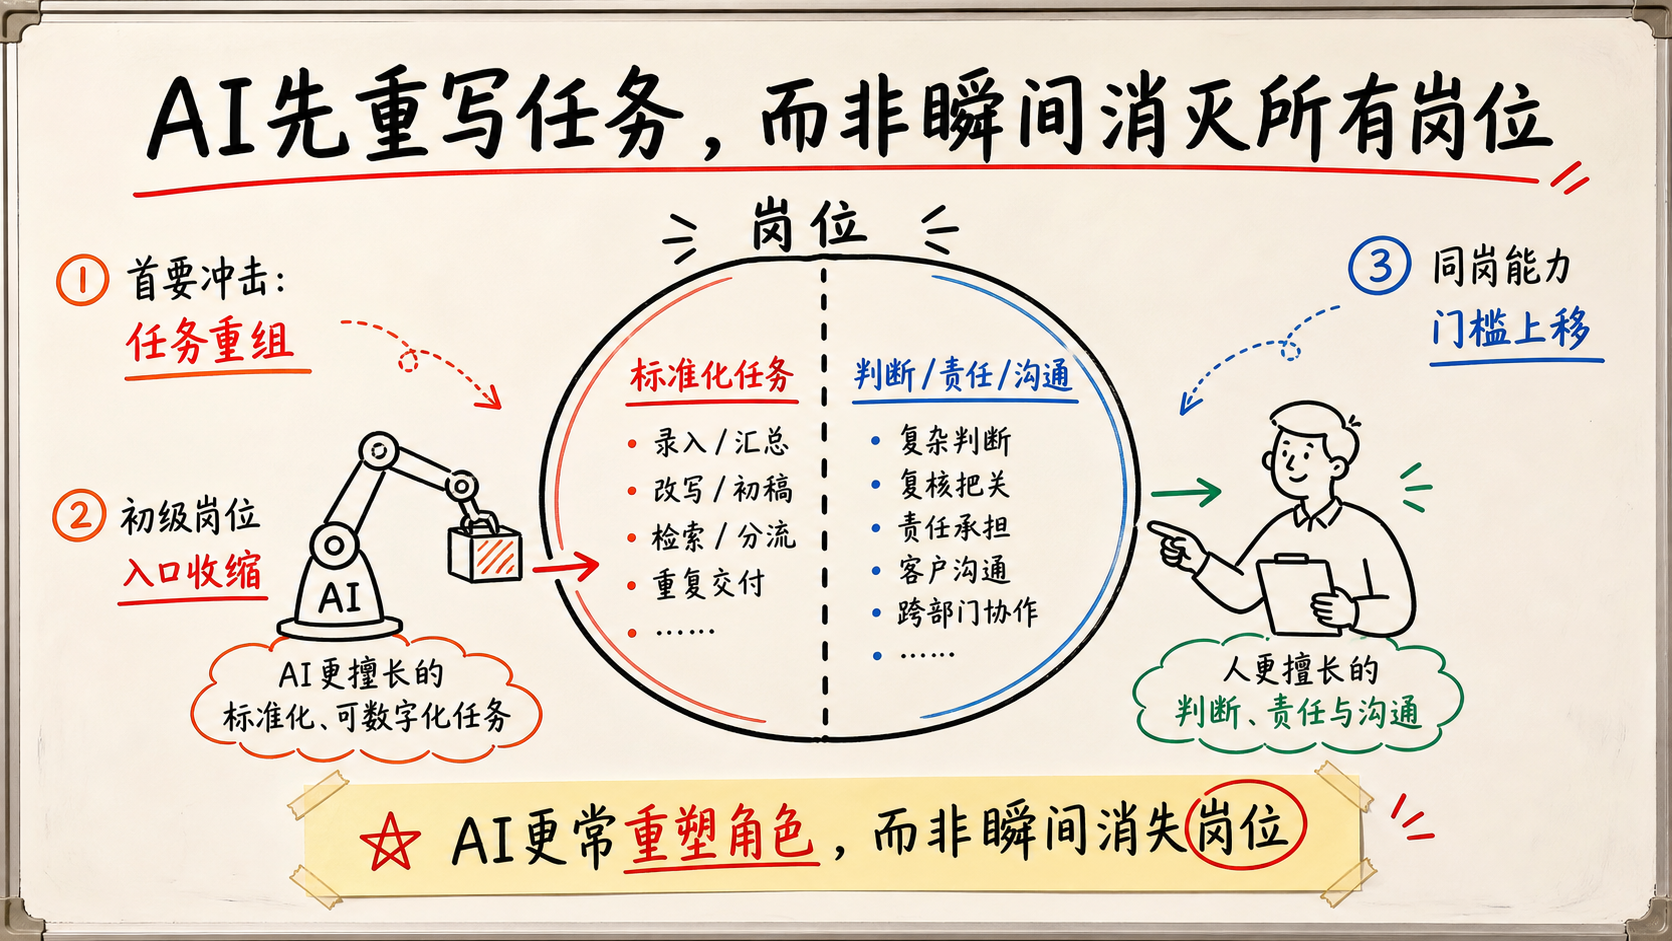 AI先重写任务，而非瞬间消灭所有岗位
岗位
① 首要冲击：
任务重组
② 初级岗位
入口收缩
AI
AI更擅长的
标准化、可数字化任务
标准化任务
• 录入/汇总
• 改写/初稿
• 检索/分流
• 重复交付
• ……
判断/责任/沟通
• 复杂判断
• 复核把关
• 责任承担
• 客户沟通
• 跨部门协作
• ……
③ 同岗能力
门槛上移
人更擅长的
判断、责任与沟通
AI更常重塑角色，而非瞬间消失岗位